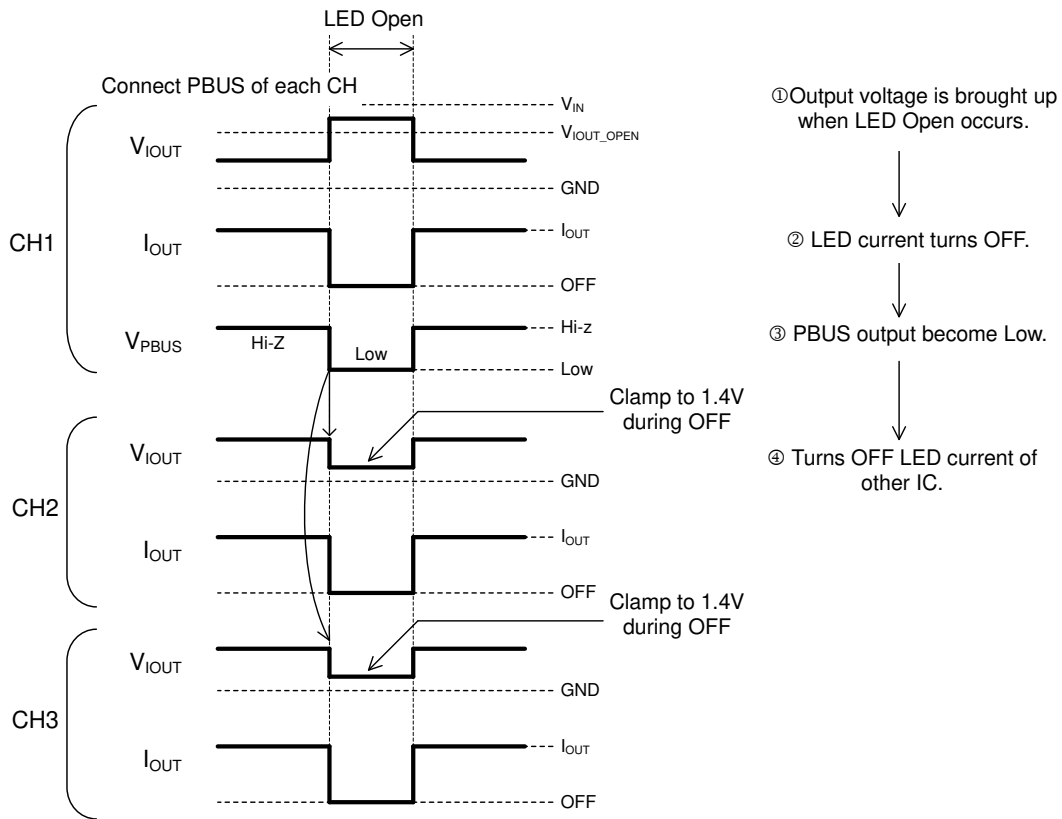 LED Open
Connect PBUS of each CH
VIN
VIOUT
VIOUT_OPEN
GND
CH1
IOUT
IOUT
OFF
VPBUS
Hi-Z
Low
Hi-z
Low
①Output voltage is brought up
when LED Open occurs.
② LED current turns OFF.
③ PBUS output become Low.
④ Turns OFF LED current of
other IC.
Clamp to 1.4V
during OFF
VIOUT
GND
CH2
IOUT
IOUT
OFF
Clamp to 1.4V
during OFF
VIOUT
GND
CH3
IOUT
IOUT
OFF